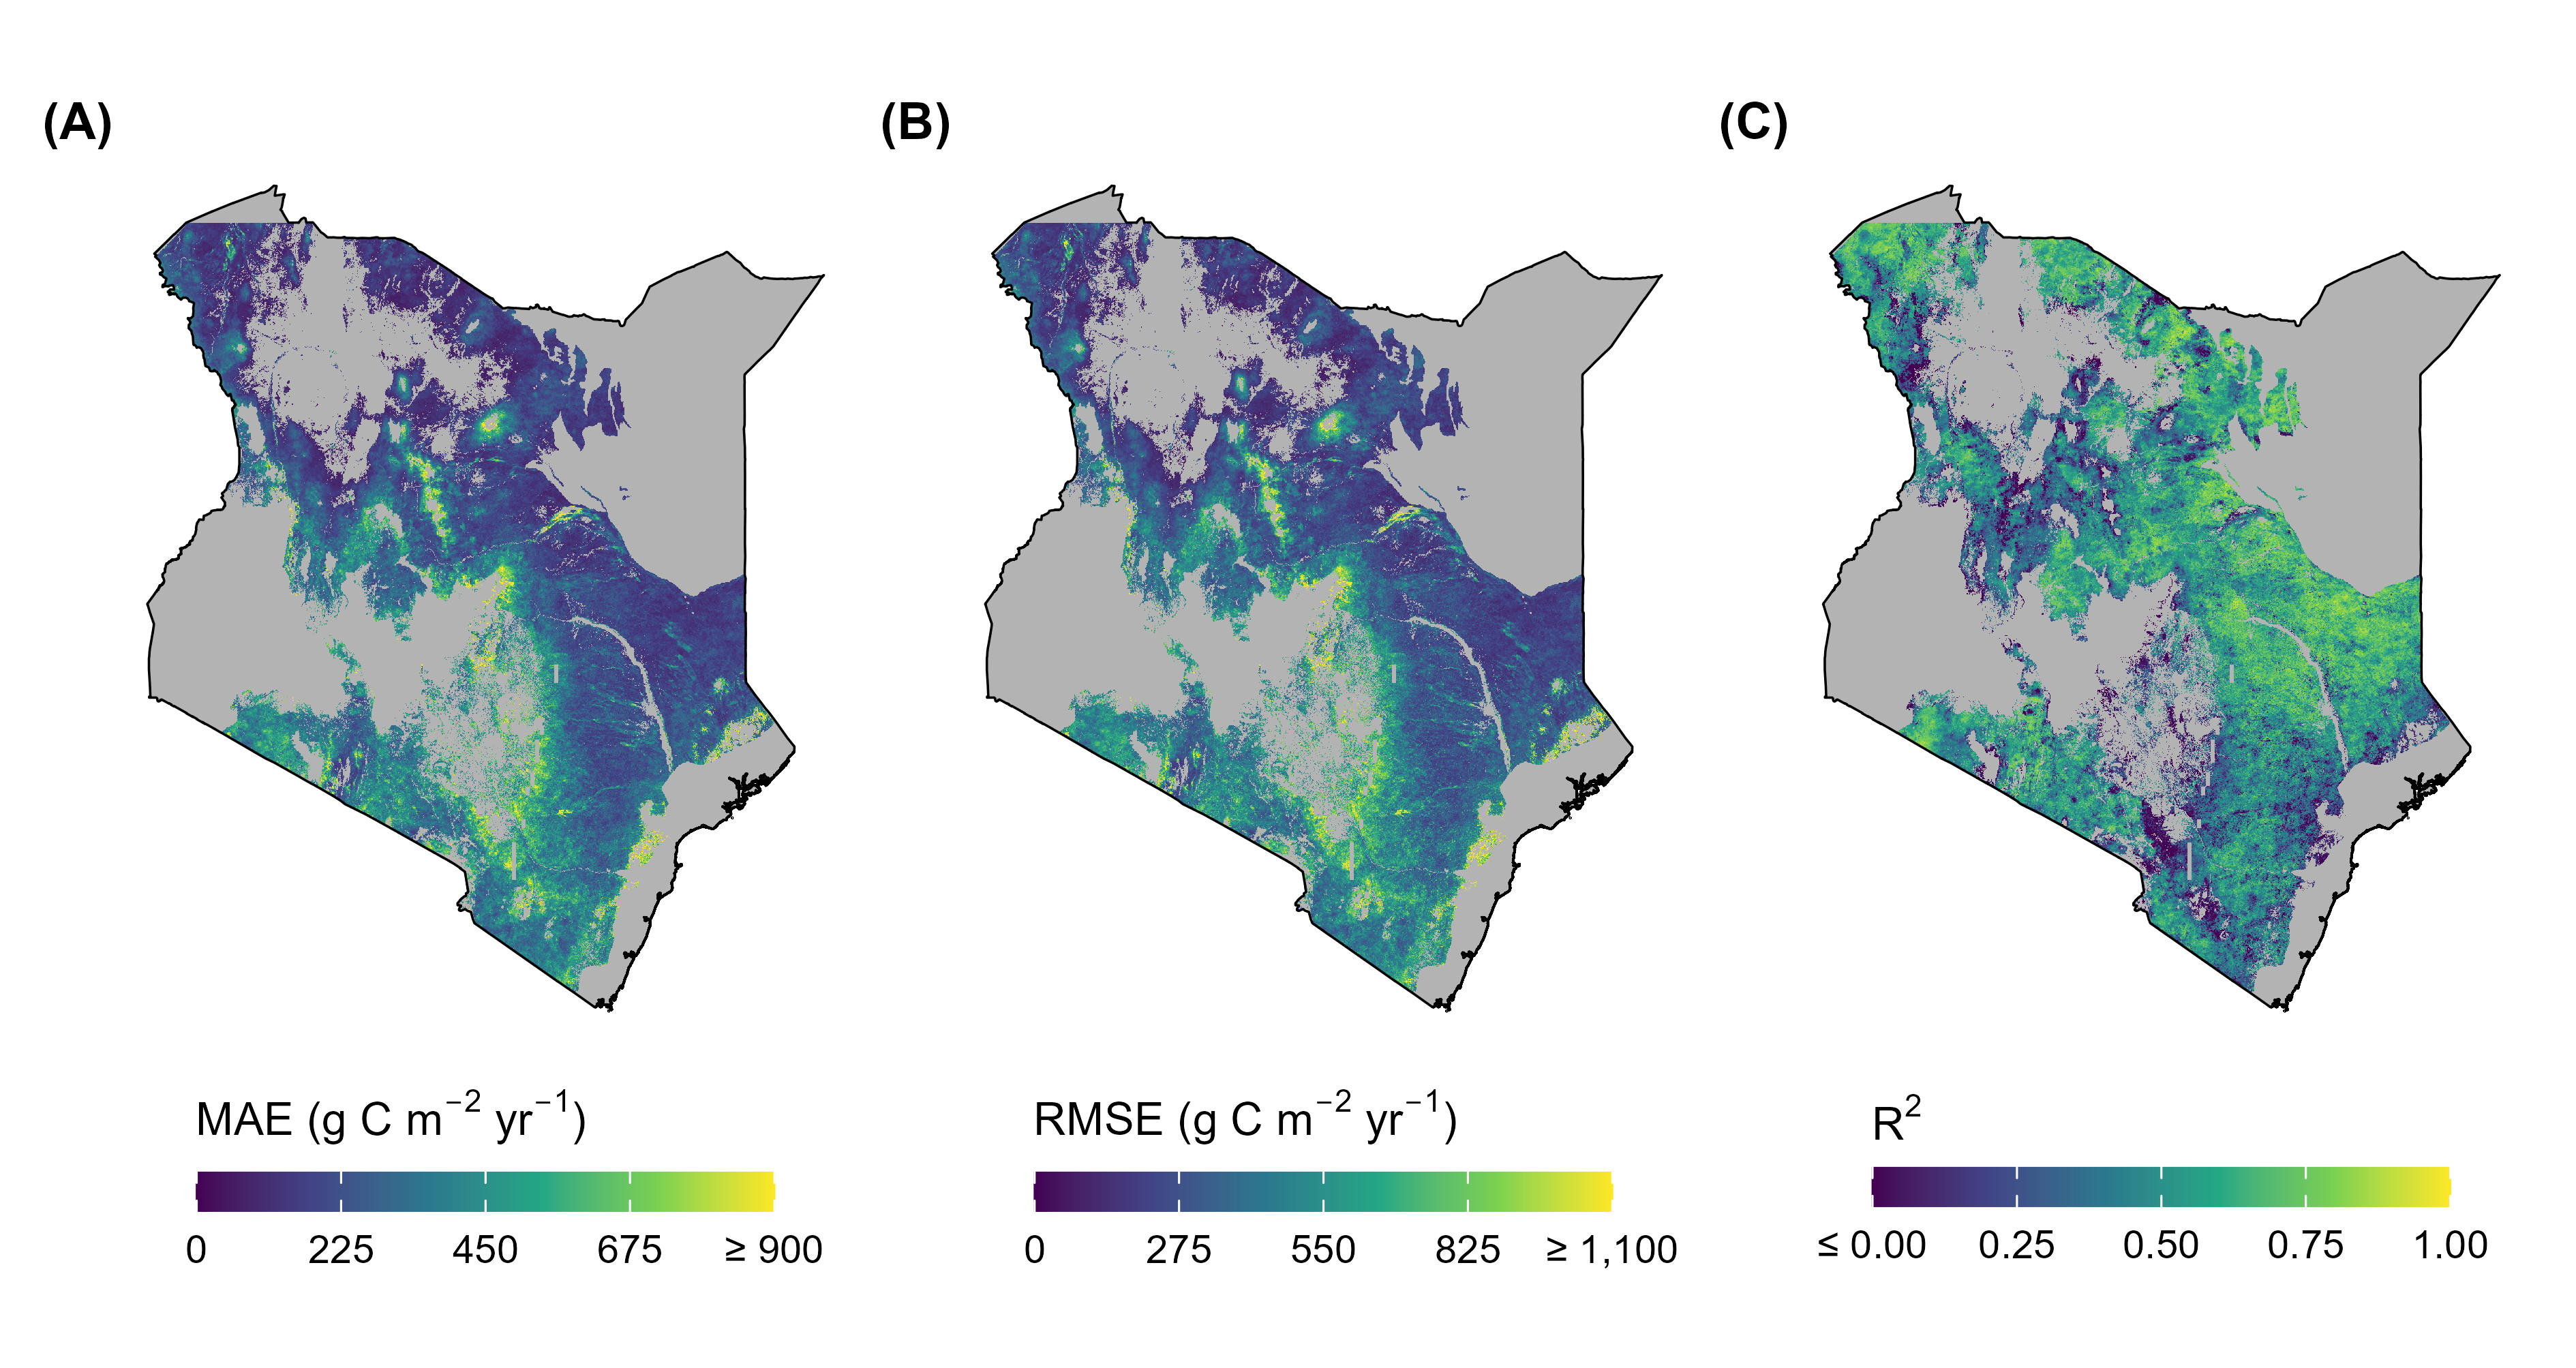 (A) (B) (C)
MAE (g C m⁻² yr⁻¹) RMSE (g C m⁻² yr⁻¹) R²
0 225 450 675 ≥ 900 0 275 550 825 ≥ 1,100 ≤ 0.00 0.25 0.50 0.75 1.00